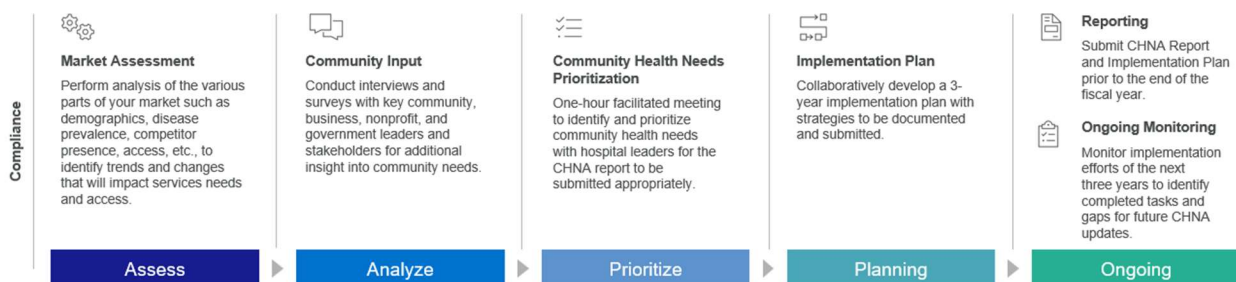 Compliance
Market Assessment
Perform analysis of the various
parts of your market such as
demographics, disease
prevalence, competitor
presence, access, etc., to
identify trends and changes
that will impact services needs
and access.
Assess
Community Input
Conduct interviews and
surveys with key community,
business, nonprofit, and
government leaders and
stakeholders for additional
insight into community needs.
Analyze
Community Health Needs
Prioritization
One-hour facilitated meeting
to identify and prioritize
community health needs
with hospital leaders for the
CHNA report to be
submitted appropriately.
Prioritize
Implementation Plan
Collaboratively develop a 3-
year implementation plan with
strategies to be documented
and submitted.
Planning
Reporting
Submit CHNA Report
and Implementation Plan
prior to the end of the
fiscal year.
Ongoing Monitoring
Monitor implementation
efforts of the next
three years to identify
completed tasks and
gaps for future CHNA
updates.
Ongoing